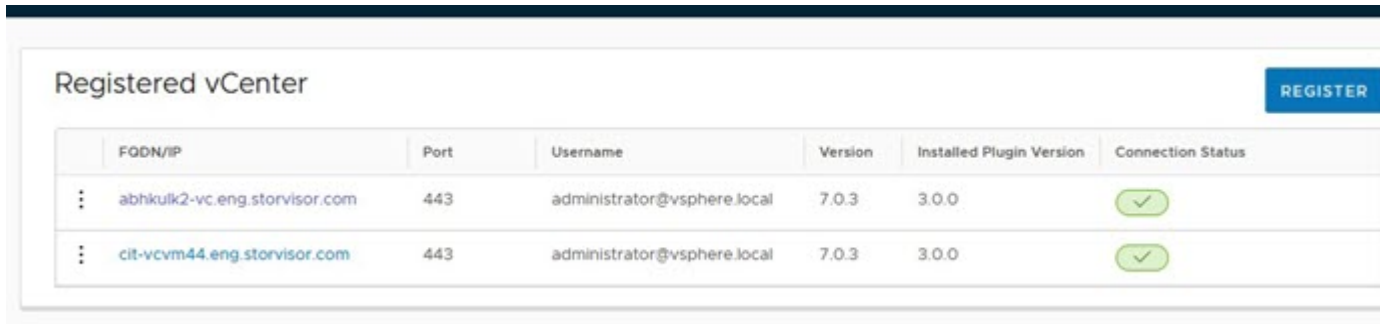 Registered vCenter
REGISTER
FQDN/IP Port Username Version Installed Plugin Version Connection Status
abhkulk2-vc.eng.storvisor.com 443 administrator@vsphere.local 7.0.3 3.0.0
cit-vcvm44.eng.storvisor.com 443 administrator@vsphere.local 7.0.3 3.0.0